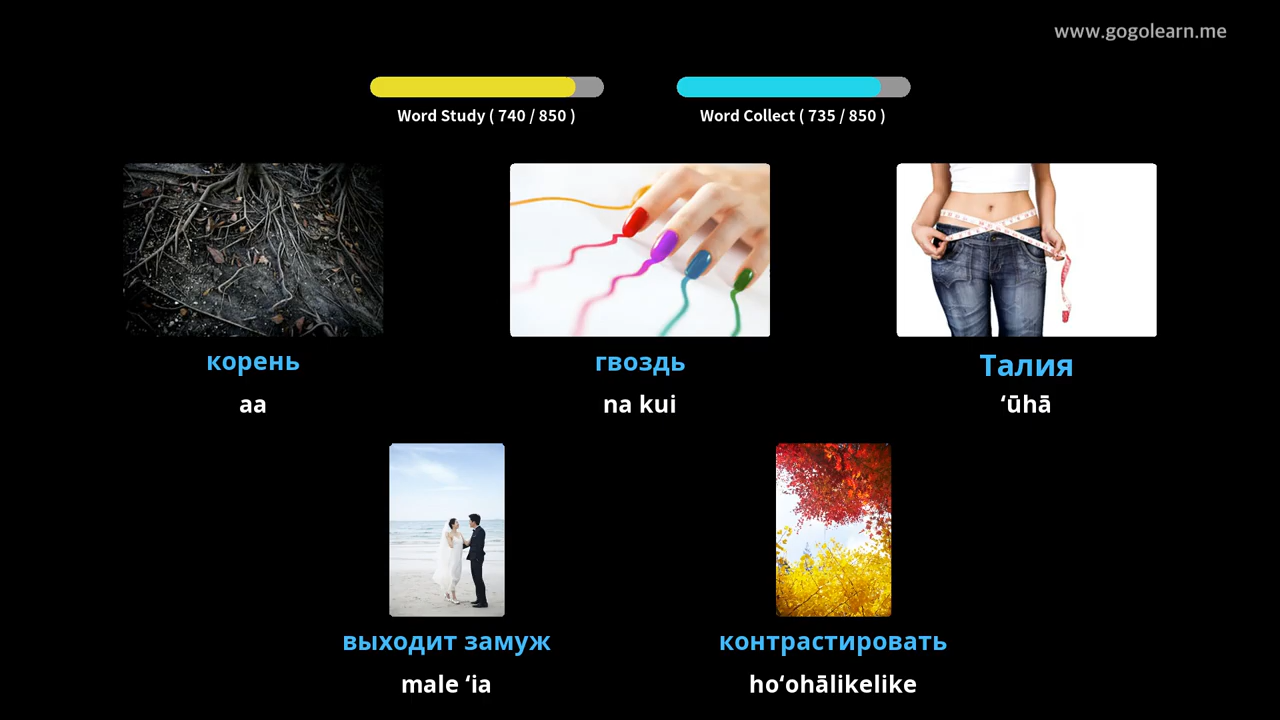 www.gogolearn.me
Word Study ( 740 / 850 )
Word Collect ( 735 / 850 )
корень
гвоздь
Талия
aa
na kui
ʻūhā
выходит замуж
контрастировать
male ʻia
hoʻohālikelike